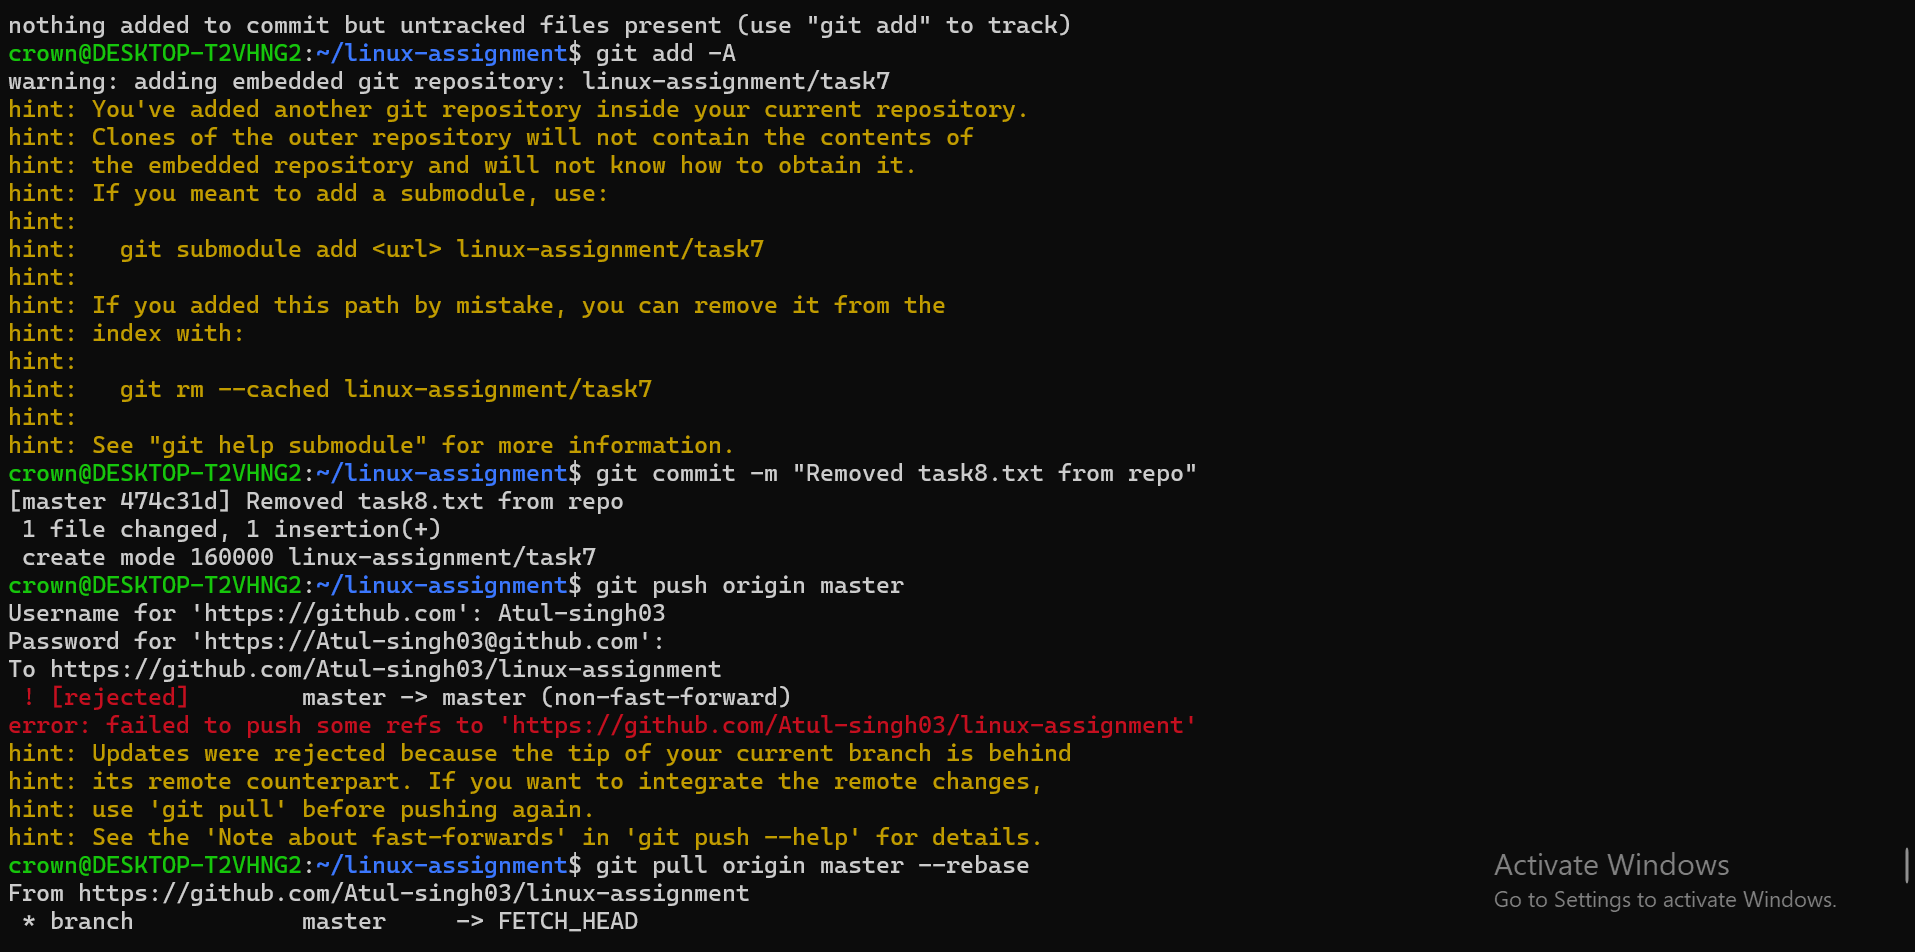 nothing added to commit but untracked files present (use "git add" to track)
crown@DESKTOP-T2VHNG2:~/linux-assignment$ git add -A
warning: adding embedded git repository: linux-assignment/task7
hint: You've added another git repository inside your current repository.
hint: Clones of the outer repository will not contain the contents of
hint: the embedded repository and will not know how to obtain it.
hint: If you meant to add a submodule, use:
hint:
hint:   git submodule add <url> linux-assignment/task7
hint:
hint: If you added this path by mistake, you can remove it from the
hint: index with:
hint:
hint:   git rm --cached linux-assignment/task7
hint:
hint: See "git help submodule" for more information.
crown@DESKTOP-T2VHNG2:~/linux-assignment$ git commit -m "Removed task8.txt from repo"
[master 474c31d] Removed task8.txt from repo
 1 file changed, 1 insertion(+)
 create mode 160000 linux-assignment/task7
crown@DESKTOP-T2VHNG2:~/linux-assignment$ git push origin master
Username for 'https://github.com': Atul-singh03
Password for 'https://Atul-singh03@github.com':
To https://github.com/Atul-singh03/linux-assignment
 ! [rejected]        master -> master (non-fast-forward)
error: failed to push some refs to 'https://github.com/Atul-singh03/linux-assignment'
hint: Updates were rejected because the tip of your current branch is behind
hint: its remote counterpart. If you want to integrate the remote changes,
hint: use 'git pull' before pushing again.
hint: See the 'Note about fast-forwards' in 'git push --help' for details.
crown@DESKTOP-T2VHNG2:~/linux-assignment$ git pull origin master --rebase
From https://github.com/Atul-singh03/linux-assignment
 * branch            master     -> FETCH_HEAD
Activate Windows
Go to Settings to activate Windows.